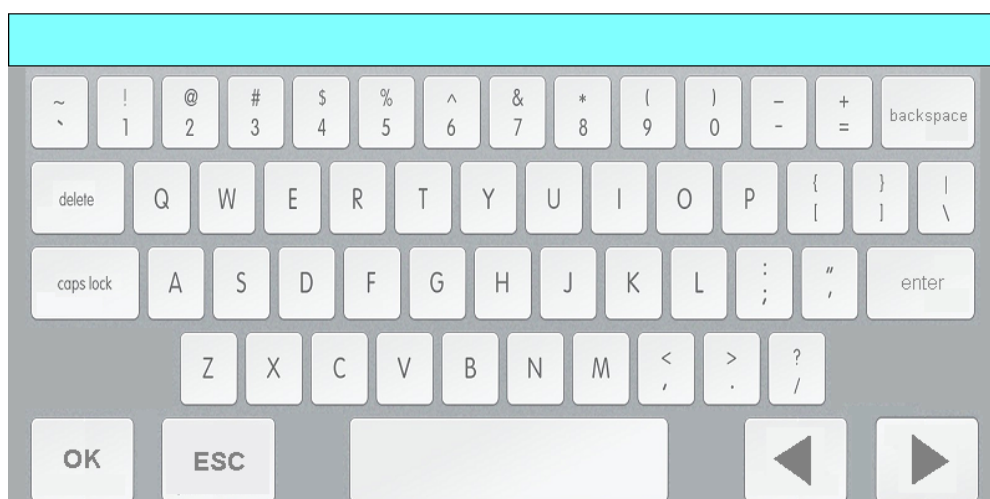 ~ ! @ # $ % ^ & * ( ) _ +
` 1 2 3 4 5 6 7 8 9 0 - = backspace
delete Q W E R T Y U I O P { [ } ] | \
caps lock A S D F G H J K L : ; " ' enter
Z X C V B N M < , > . ? /
OK ESC